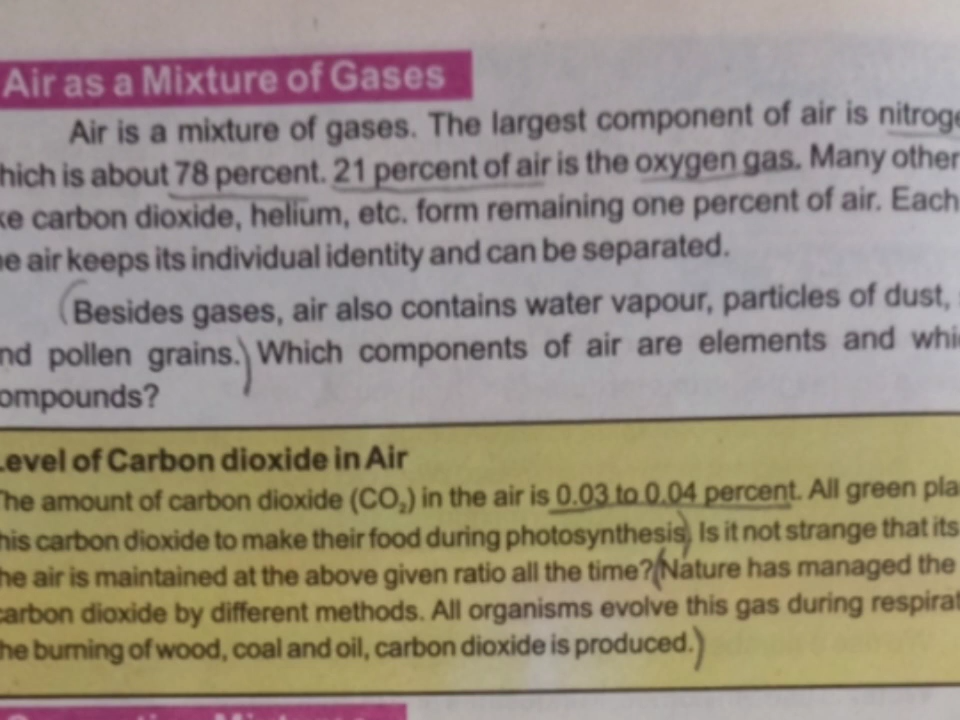 Air as a Mixture of Gases
Air is a mixture of gases. The largest component of air is nitroge
hich is about 78 percent. 21 percent of air is the oxygen gas. Many other
ke carbon dioxide, helium, etc. form remaining one percent of air. Each
e air keeps its individual identity and can be separated.
Besides gases, air also contains water vapour, particles of dust,
nd pollen grains. Which components of air are elements and whi
ompounds?
Level of Carbon dioxide in Air
The amount of carbon dioxide (CO₂) in the air is 0.03 to 0.04 percent. All green pla
his carbon dioxide to make their food during photosynthesis. Is it not strange that its
he air is maintained at the above given ratio all the time? Nature has managed the
carbon dioxide by different methods. All organisms evolve this gas during respirat
he burning of wood, coal and oil, carbon dioxide is produced.